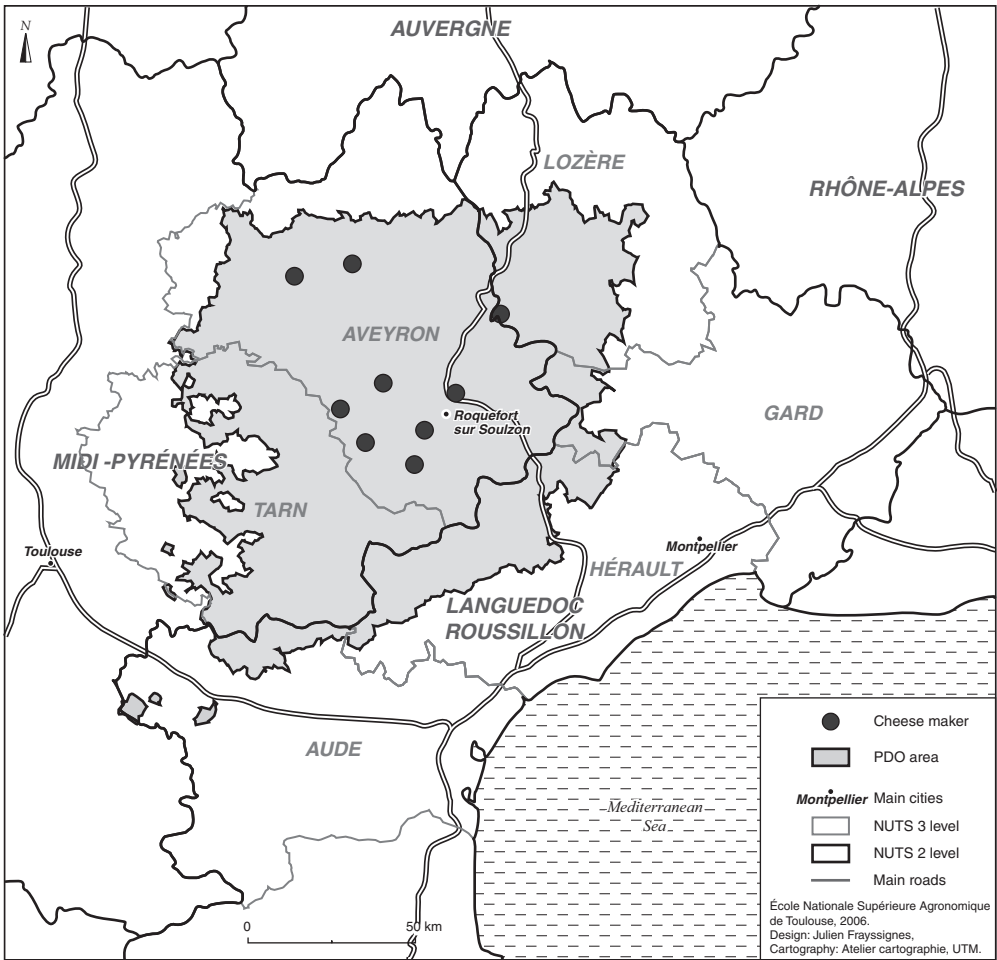 N
AUVERGNE
LOZÈRE
RHÔNE-ALPES
AVEYRON
Roquefort
sur Soulzon
GARD
MIDI -PYRÉNÉES
TARN
Toulouse
Montpellier
HÉRAULT
LANGUEDOC
ROUSSILLON
AUDE
Mediterranean
Sea
0 50 km
Cheese maker
PDO area
Montpellier Main cities
NUTS 3 level
NUTS 2 level
Main roads
École Nationale Supérieure Agronomique
de Toulouse, 2006.
Design: Julien Frayssignes,
Cartography: Atelier cartographie, UTM.